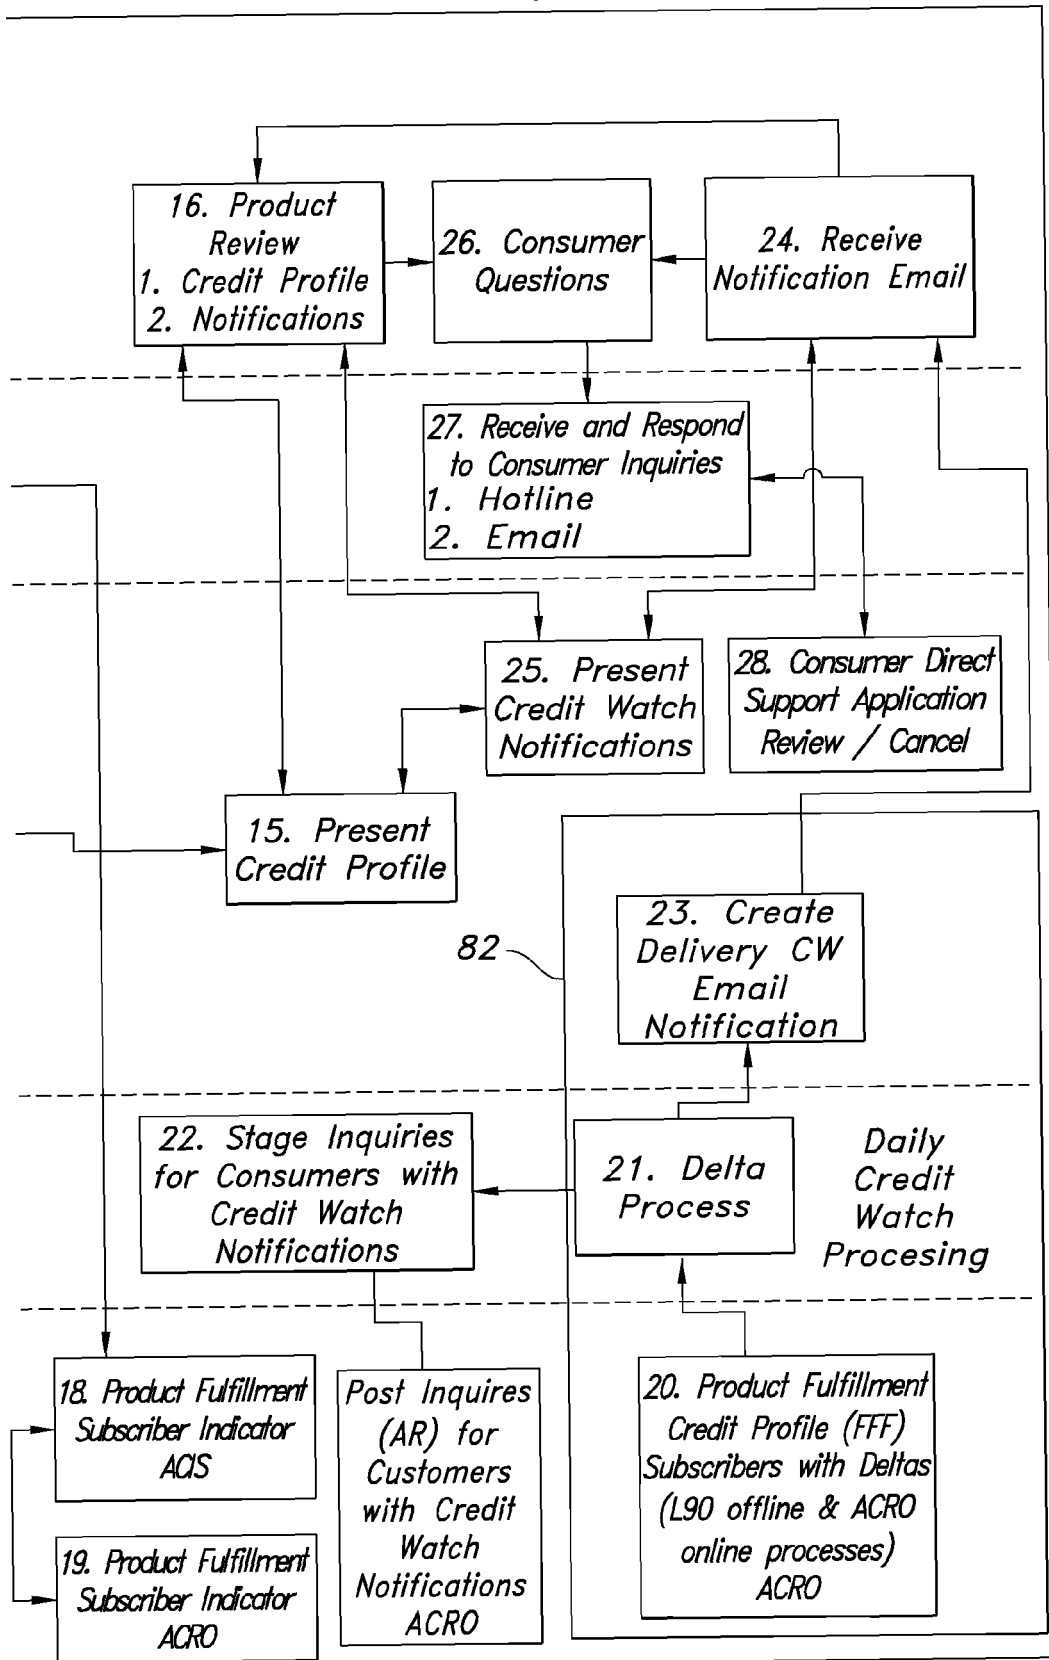 16. Product
Review
1. Credit Profile
2. Notifications
26. Consumer
Questions
24. Receive
Notification Email
27. Receive and Respond
to Consumer Inquiries
1. Hotline
2. Email
25. Present
Credit Watch
Notifications
28. Consumer Direct
Support Application
Review / Cancel
15. Present
Credit Profile
82
23. Create
Delivery CW
Email
Notification
22. Stage Inquiries
for Consumers with
Credit Watch
Notifications
21. Delta
Process
Daily
Credit
Watch
Procesing
18. Product Fulfillment
Subscriber Indicator
ACIS
19. Product Fulfillment
Subscriber Indicator
ACRO
Post Inquires
(AR) for
Customers
with Credit
Watch
Notifications
ACRO
20. Product Fulfillment
Credit Profile (FFF)
Subscribers with Deltas
(L90 offline & ACRO
online processes)
ACRO